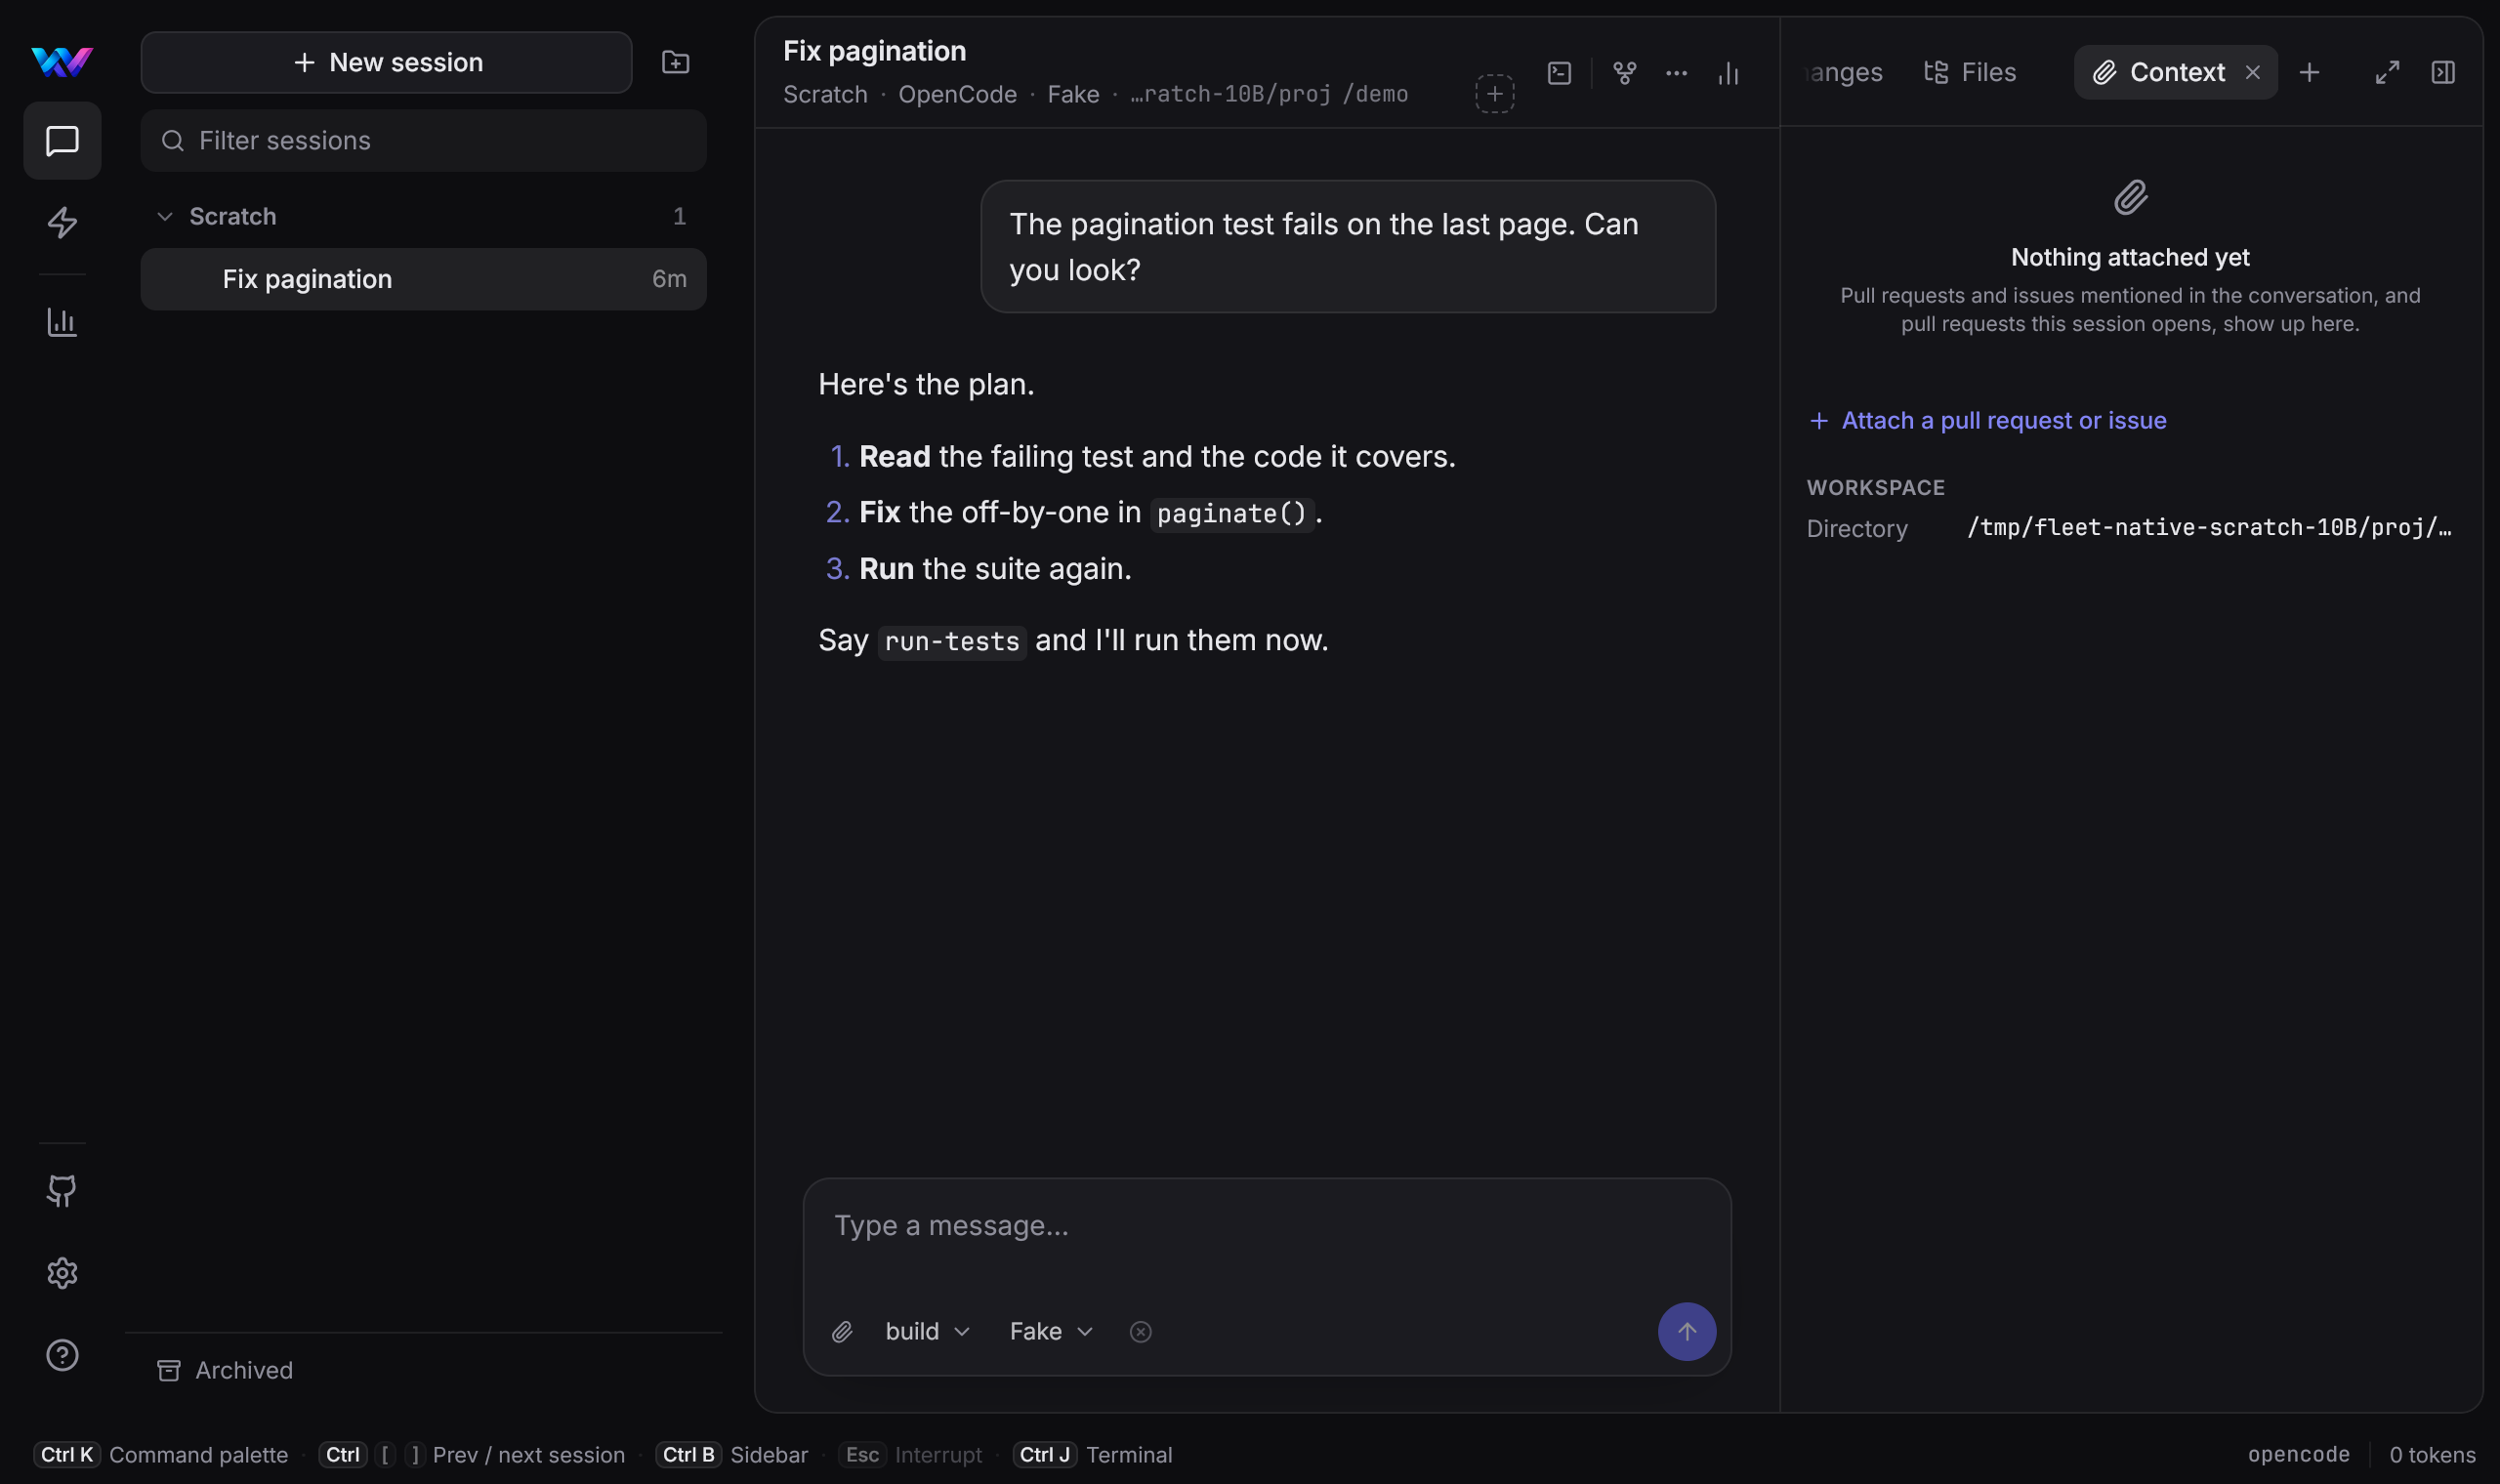 New session
Filter sessions
Scratch 1
Fix pagination 6m
Archived
Fix pagination
Scratch · OpenCode · Fake · …ratch-10B/proj /demo
The pagination test fails on the last page. Can
you look?
Here's the plan.
1. Read the failing test and the code it covers.
2. Fix the off-by-one in paginate().
3. Run the suite again.
Say run-tests and I'll run them now.
Type a message...
build Fake
anges Files Context
Nothing attached yet
Pull requests and issues mentioned in the conversation, and
pull requests this session opens, show up here.
+ Attach a pull request or issue
WORKSPACE
Directory /tmp/fleet-native-scratch-10B/proj/…
Ctrl K Command palette · Ctrl [ ] Prev / next session · Ctrl B Sidebar · Esc Interrupt · Ctrl J Terminal
opencode 0 tokens